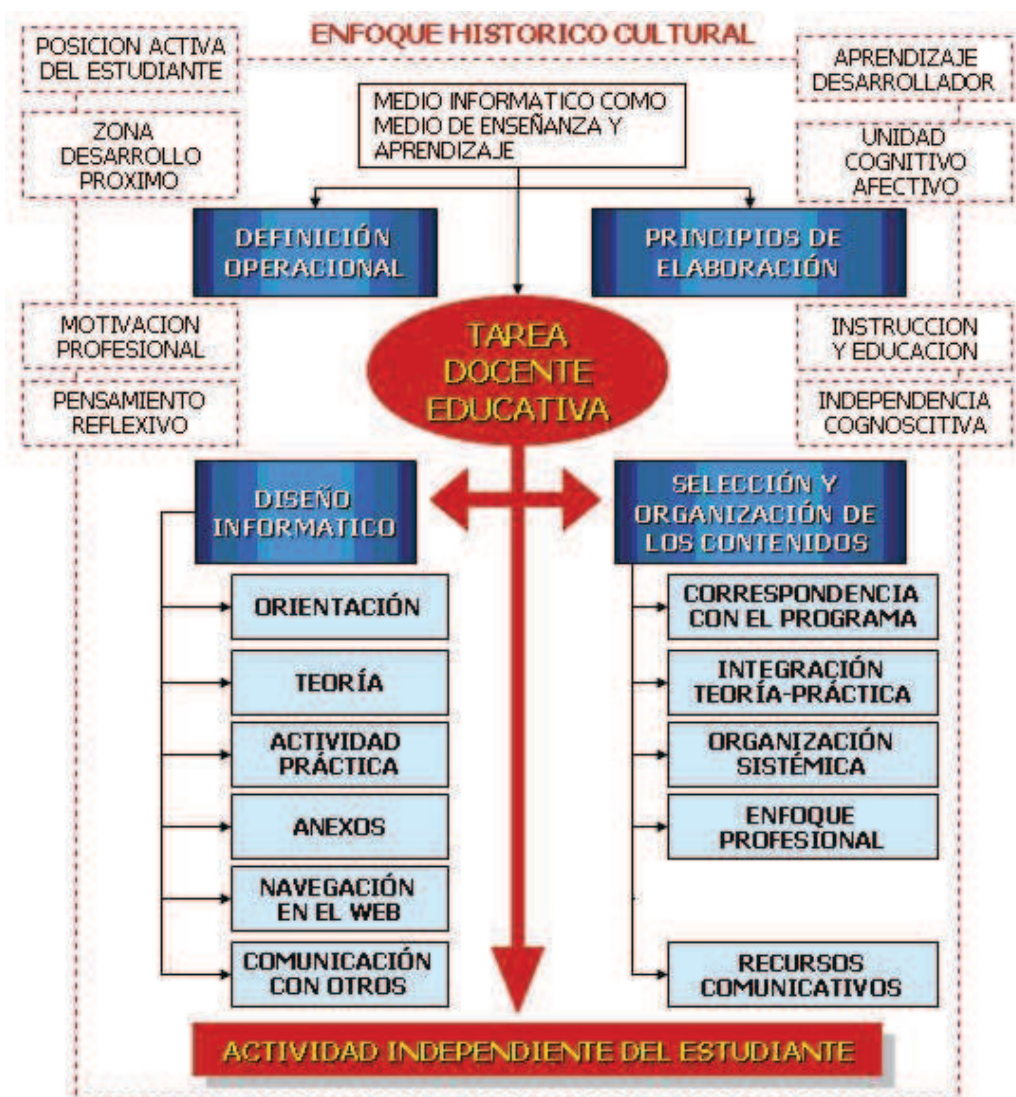 ENFOQUE HISTORICO CULTURAL
POSICION ACTIVA
DEL ESTUDIANTE
APRENDIZAJE
DESARROLLADOR
MEDIO INFORMATICO COMO
MEDIO DE ENSEÑANZA Y
APRENDIZAJE
ZONA
DESARROLLO
PROXIMO
UNIDAD
COGNITIVO
AFECTIVO
DEFINICIÓN
OPERACIONAL
PRINCIPIOS DE
ELABORACIÓN
MOTIVACION
PROFESIONAL
TAREA
DOCENTE
EDUCATIVA
INSTRUCCION
Y EDUCACION
PENSAMIENTO
REFLEXIVO
INDEPENDENCIA
COGNOSCITIVA
DISEÑO
INFORMATICO
SELECCIÓN Y
ORGANIZACIÓN DE
LOS CONTENIDOS
ORIENTACIÓN
TEORÍA
ACTIVIDAD
PRÁCTICA
ANEXOS
NAVEGACIÓN
EN EL WEB
COMUNICACIÓN
CON OTROS
CORRESPONDENCIA
CON EL PROGRAMA
INTEGRACIÓN
TEORÍA-PRÁCTICA
ORGANIZACIÓN
SISTÉMICA
ENFOQUE
PROFESIONAL
RECURSOS
COMUNICATIVOS
ACTIVIDAD INDEPENDIENTE DEL ESTUDIANTE